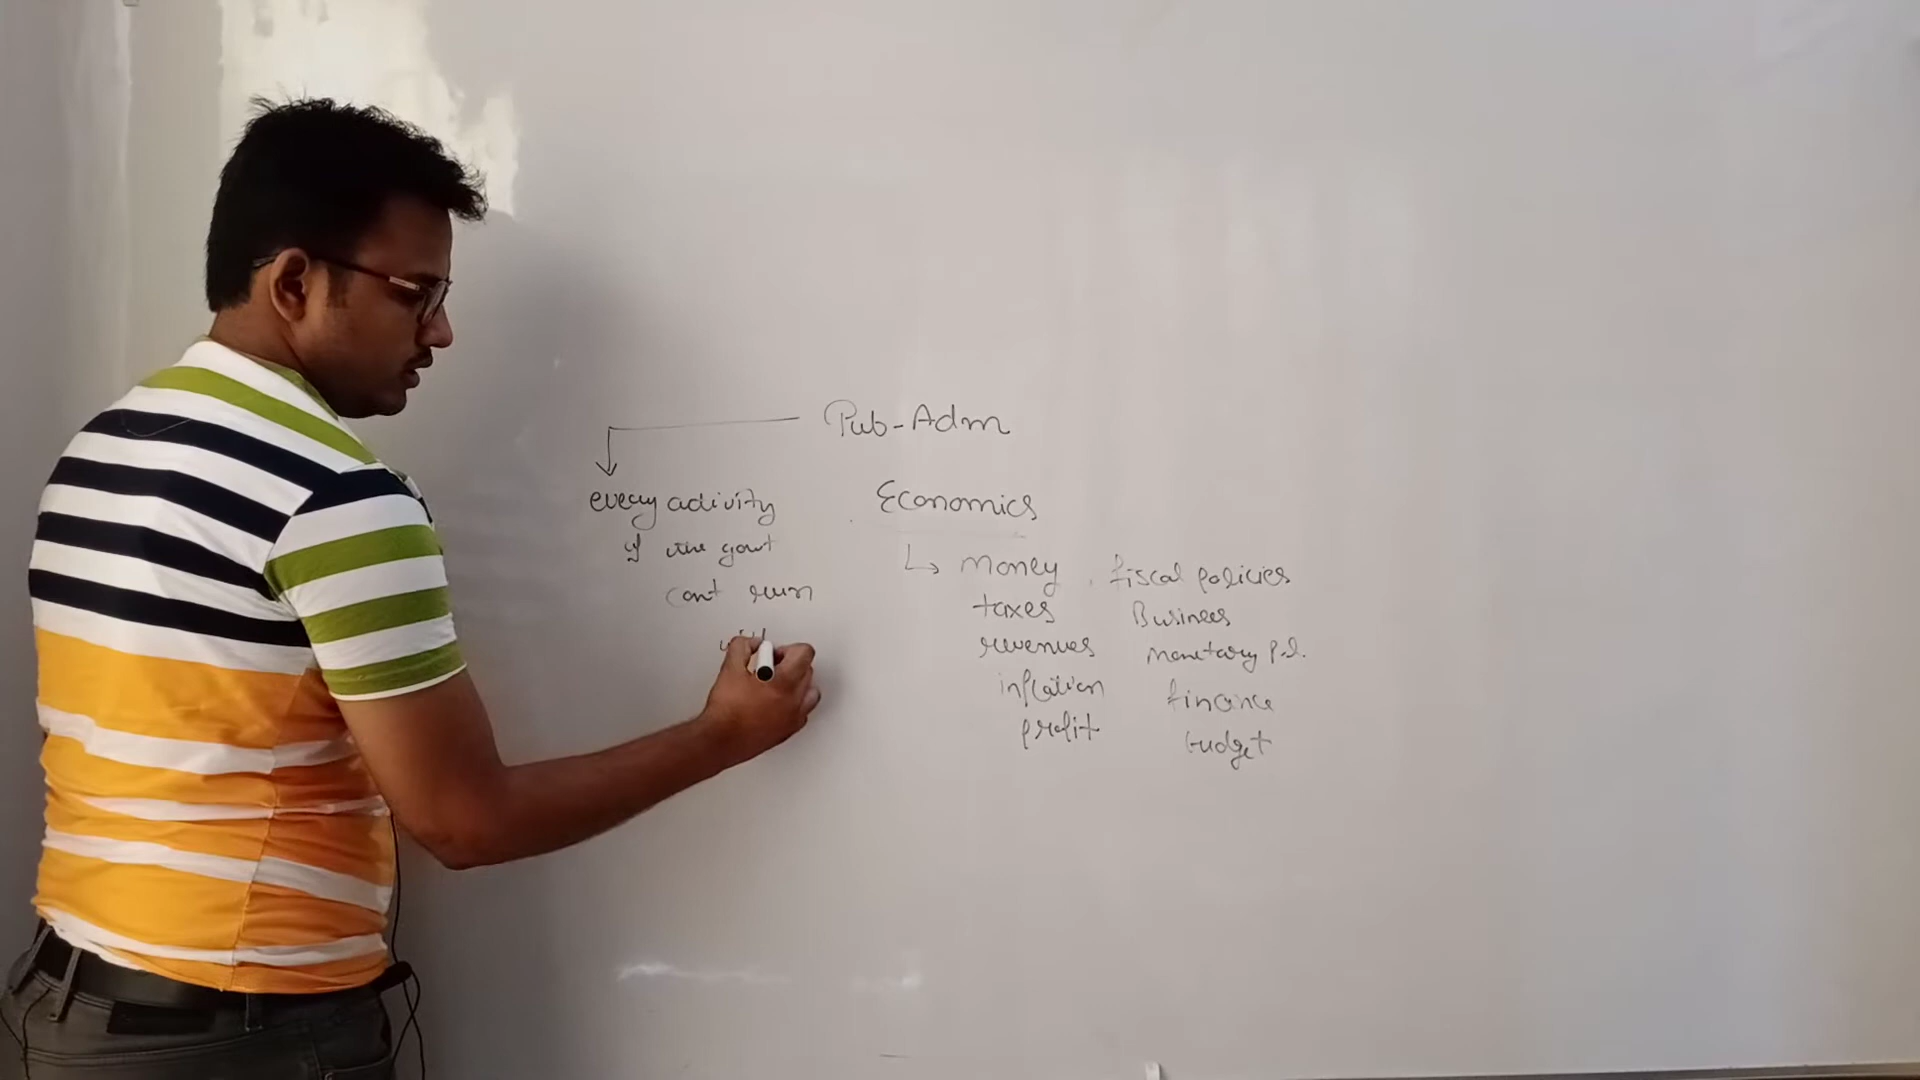 Pub-Adm
every activity
of the govt
can't run
Economics
↳ money
taxes
revenues
inflation
profit
fiscal policies
Business
Monetary Pol.
finance
budget